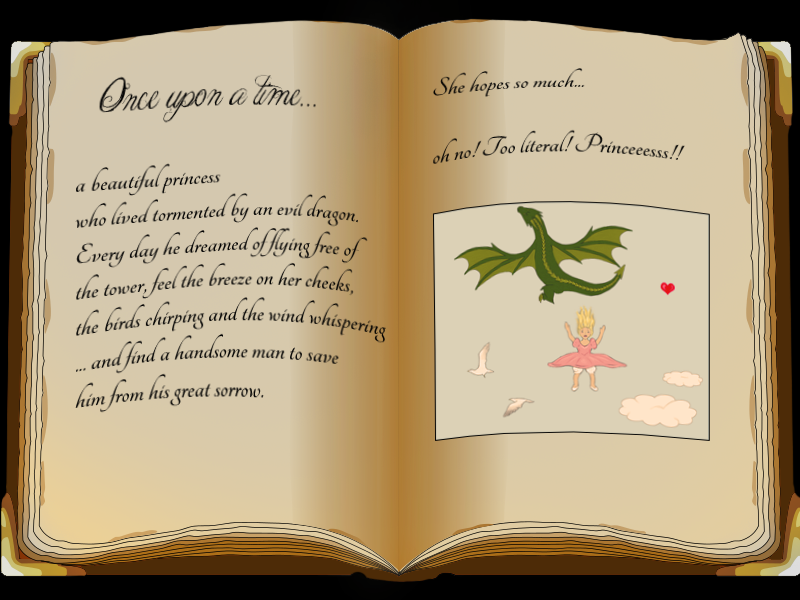 Once upon a time...
a beautiful princess
who lived tormented by an evil dragon.
Every day he dreamed of flying free of
the tower, feel the breeze on her cheeks,
the birds chirping and the wind whispering
... and find a handsome man to save
him from his great sorrow.
She hopes so much...
oh no! Too literal! Princeeesss!!